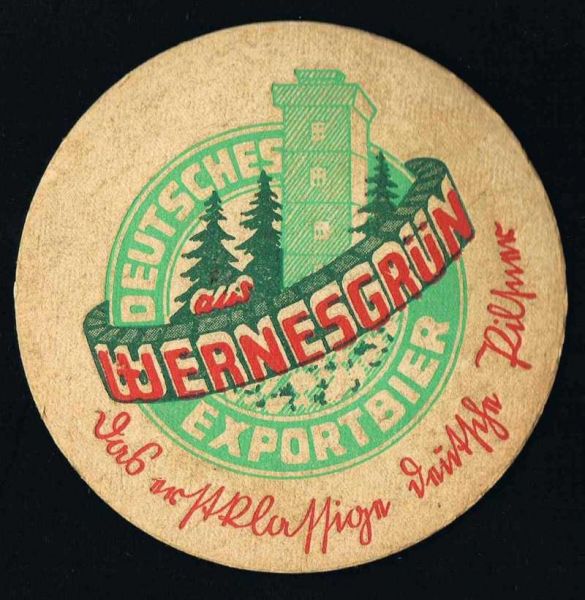 DEUTSCHES
aus
WERNESGRÜN
EXPORTBIER
Das erstklassige deutsche Pilsner